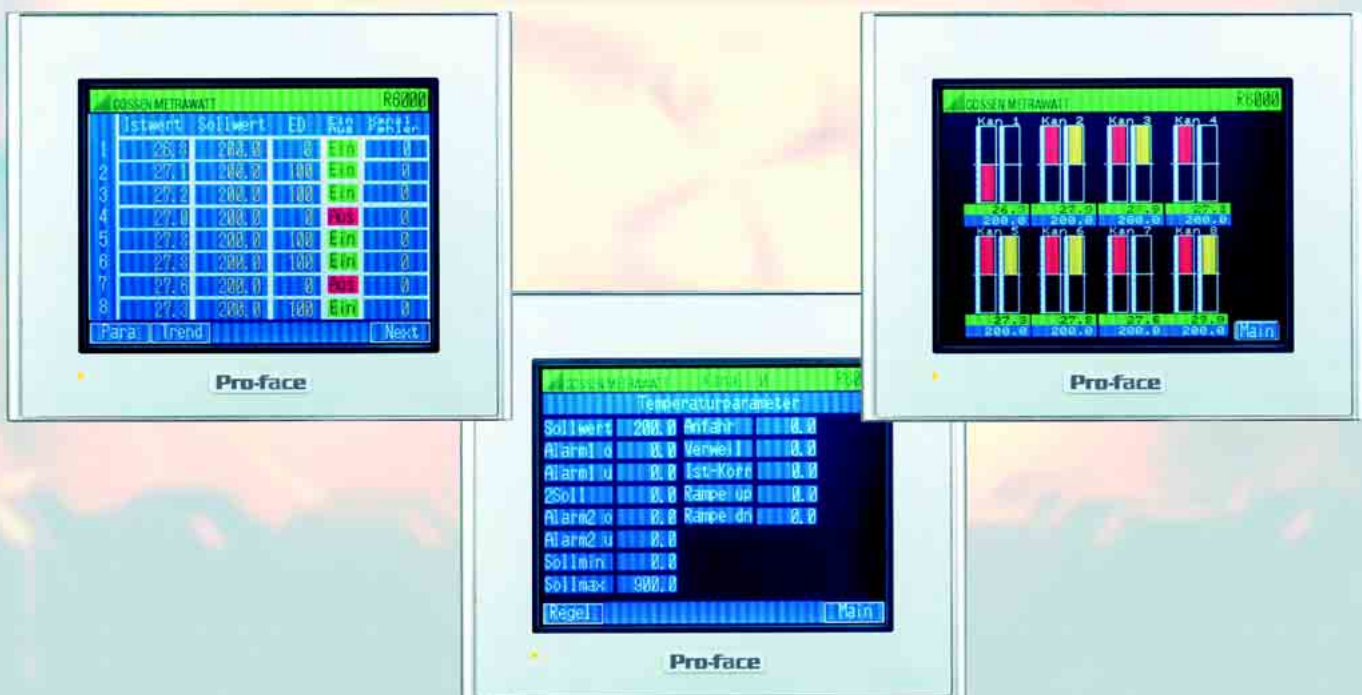 GOSSEN METRAWATT R6000
Istwert Sollwert ED Ein Aus Kanal Fehler
1 200.0 0 Ein 0
2 27.1 200.0 100 Ein 0
3 27.2 200.0 100 Ein 0
4 27.0 200.0 0 Aus 0
5 200.0 100 Ein 0
6 200.0 100 Ein 0
7 27.6 200.0 0 Aus 0
8 27.3 200.0 100 Ein 0
Para Trend Next
Pro-face
GOSSEN METRAWATT R6000
Kan 1 Kan 2 Kan 3 Kan 4
27.1
200.0 200.0 200.0 200.0
Kan 5 Kan 6 Kan 7 Kan 8
27.3 27.8 27.6
200.0 200.0 200.0 200.0
Main
Pro-face
GOSSEN METRAWATT
Temperaturparameter
Sollwert 200.0 Anfahr 0.0
Alarm1 o 0.0 Verweil 0.0
Alarm1 u 0.0 Ist-Korr 0.0
2Soll 0.0 Rampe up 0.0
Alarm2 o 0.0 Rampe dn 0.0
Alarm2 u 0.0
Sollmin 0.0
Sollmax 900.0
Regel Main
Pro-face